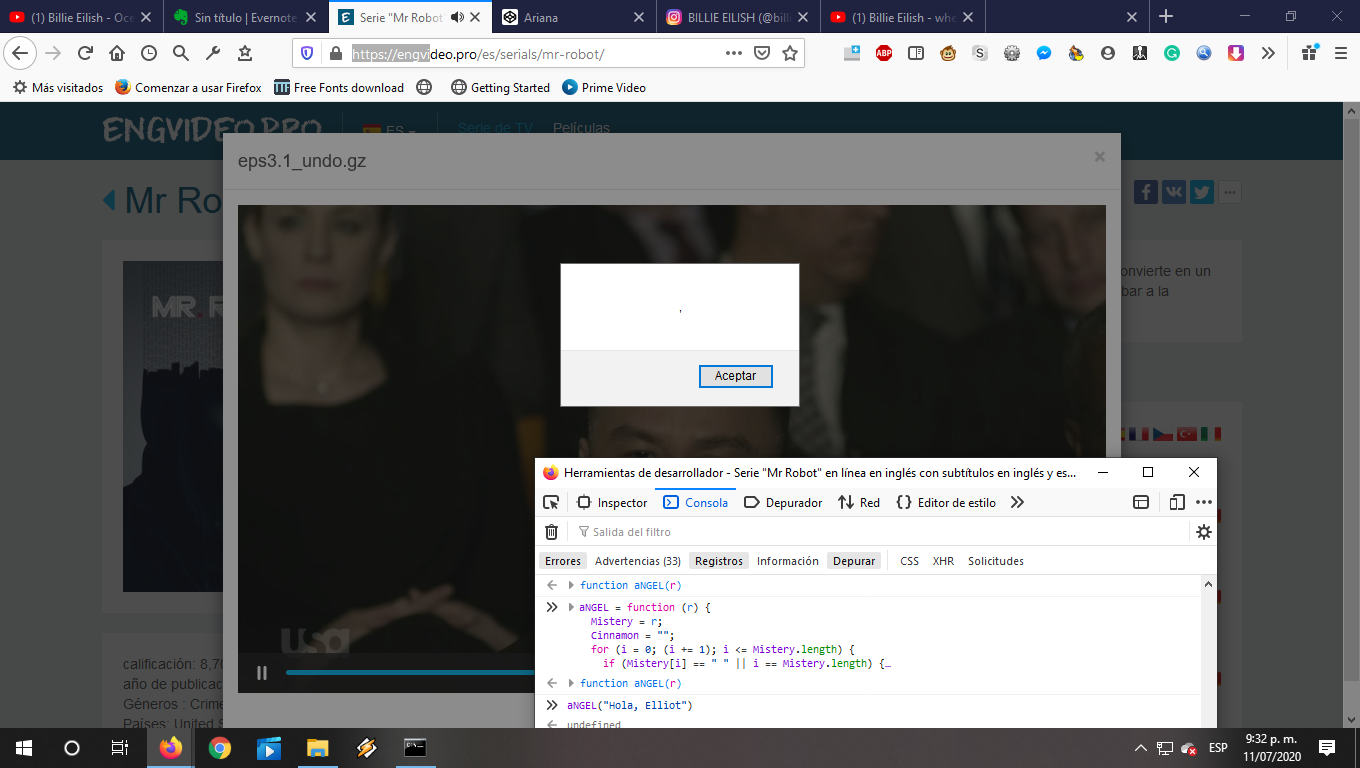 (1) Billie Eilish - Oce
Sin título | Evernote
Serie "Mr Robot"
Ariana
BILLIE EILISH (@billi
(1) Billie Eilish - whe
https://engvideo.pro/es/serials/mr-robot/
ABP
S
G
Más visitados
Comenzar a usar Firefox
Free Fonts download
Getting Started
Prime Video
ENGVIDEO.PRO
ES
Serie de TV
Películas
eps3.1_undo.gz
×
Mr Ro
MR. R
onvierte en un
bar a la
,
Aceptar
usa
calificación: 8,70
año de publicac
Géneros : Crime
Países: United S
Herramientas de desarrollador - Serie "Mr Robot" en línea en inglés con subtítulos en inglés y es...
Inspector
Consola
Depurador
Red
Editor de estilo
Salida del filtro
Errores
Advertencias (33)
Registros
Información
Depurar
CSS
XHR
Solicitudes
function aNGEL(r)
aNGEL = function (r) {
Mistery = r;
Cinnamon = "";
for (i = 0; (i += 1); i <= Mistery.length) {
if (Mistery[i] == " " || i == Mistery.length) {…
function aNGEL(r)
aNGEL("Hola, Elliot")
undefined
ESP
9:32 p. m.
11/07/2020